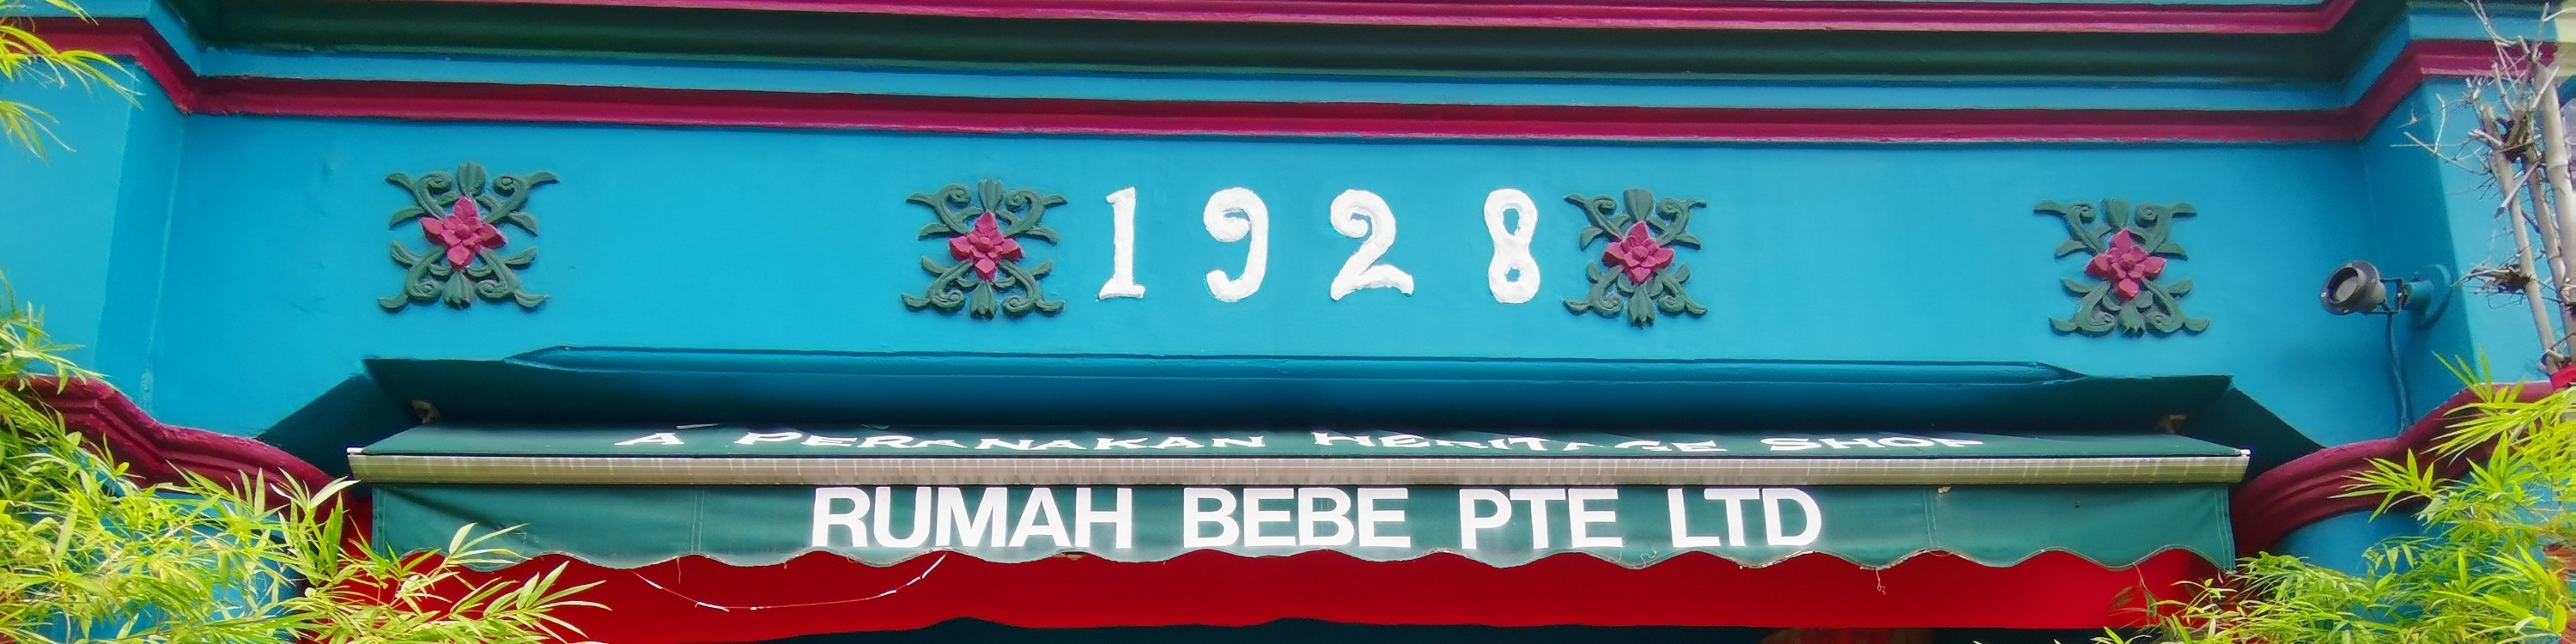 1928
A PERANAKAN HERITAGE SHOP
RUMAH BEBE PTE LTD